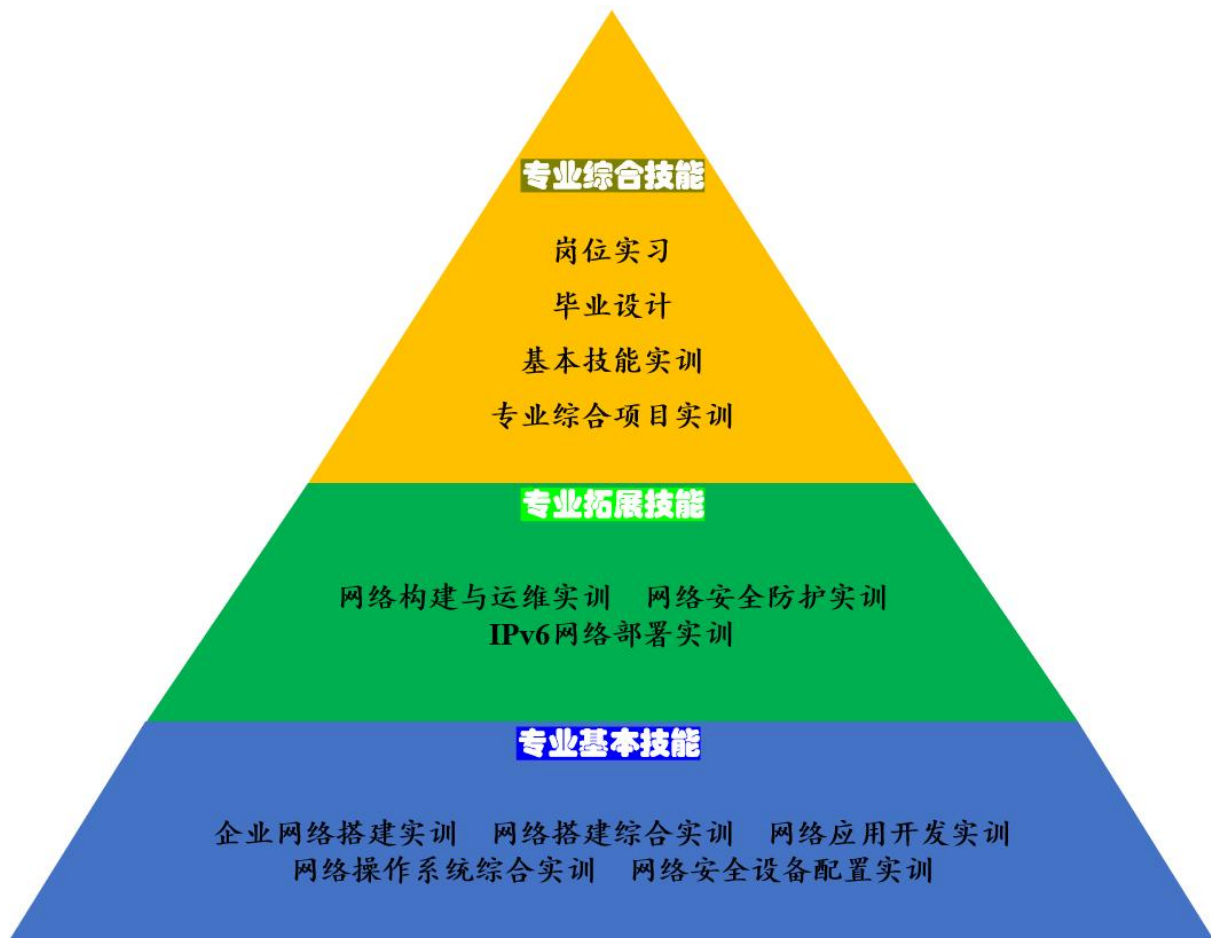 专业综合技能
岗位实习
毕业设计
基本技能实训
专业综合项目实训
专业拓展技能
网络构建与运维实训 网络安全防护实训
IPv6网络部署实训
专业基本技能
企业网络搭建实训 网络搭建综合实训 网络应用开发实训
网络操作系统综合实训 网络安全设备配置实训